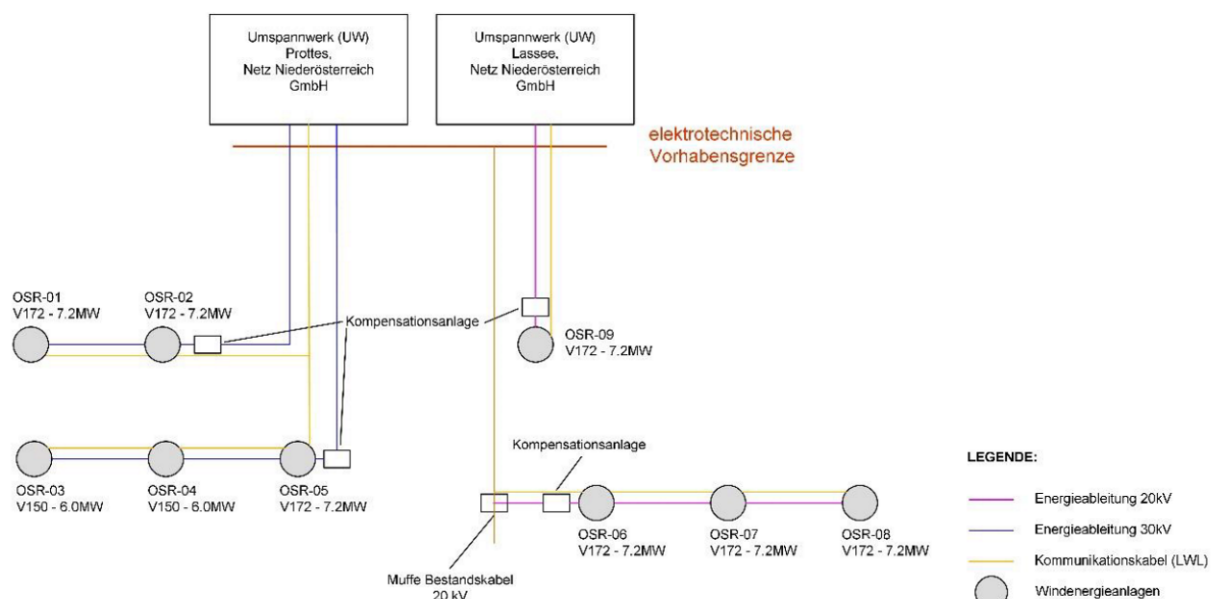 Umspannwerk (UW)
Prottes,
Netz Niederösterreich
GmbH
Umspannwerk (UW)
Lassee,
Netz Niederösterreich
GmbH
elektrotechnische
Vorhabensgrenze
OSR-01
V172 - 7.2MW
OSR-02
V172 - 7.2MW
Kompensationsanlage
OSR-09
V172 - 7.2MW
OSR-03
V150 - 6.0MW
OSR-04
V150 - 6.0MW
OSR-05
V172 - 7.2MW
Kompensationsanlage
OSR-06
V172 - 7.2MW
OSR-07
V172 - 7.2MW
OSR-08
V172 - 7.2MW
Muffe Bestandskabel
20 kV
LEGENDE:
Energieableitung 20kV
Energieableitung 30kV
Kommunikationskabel (LWL)
Windenergieanlagen